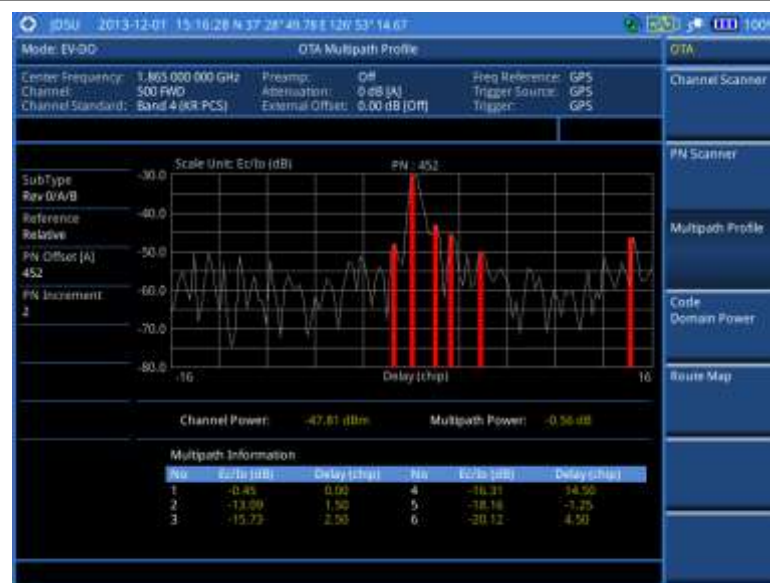 JDSU 2013-12-01 15:16:28 N 37° 28" 49.78 E 126' 53" 14.67 100%
Mode: EV-DO OTA Multipath Profile OTA
Center Frequency: 1.865 000 000 GHz Preamp: Off Freq Reference: GPS
Channel: 500 FWD Attenuation: 0 dB [A] Trigger Source: GPS
Channel Standard: Band 4 (KR PCS) External Offset: 0.00 dB [Off] Trigger: GPS
Channel Scanner
PN Scanner
Multipath Profile
Code
Domain Power
Route Map
SubType
Rev 0/A/B
Reference
Relative
PN Offset [A]
452
PN Increment
2
Scale Unit: Ec/Io (dB) PN : 452
-30.0
-40.0
-50.0
-60.0
-70.0
-80.0
-16 Delay (chip) 16
Channel Power: -47.81 dBm Multipath Power: -0.56 dB
Multipath Information
No Ec/Io (dB) Delay (chip) No Ec/Io (dB) Delay (chip)
1 -0.45 0.00 4 -16.31 14.50
2 -13.09 1.50 5 -18.16 -1.25
3 -15.73 2.50 6 -20.12 4.50